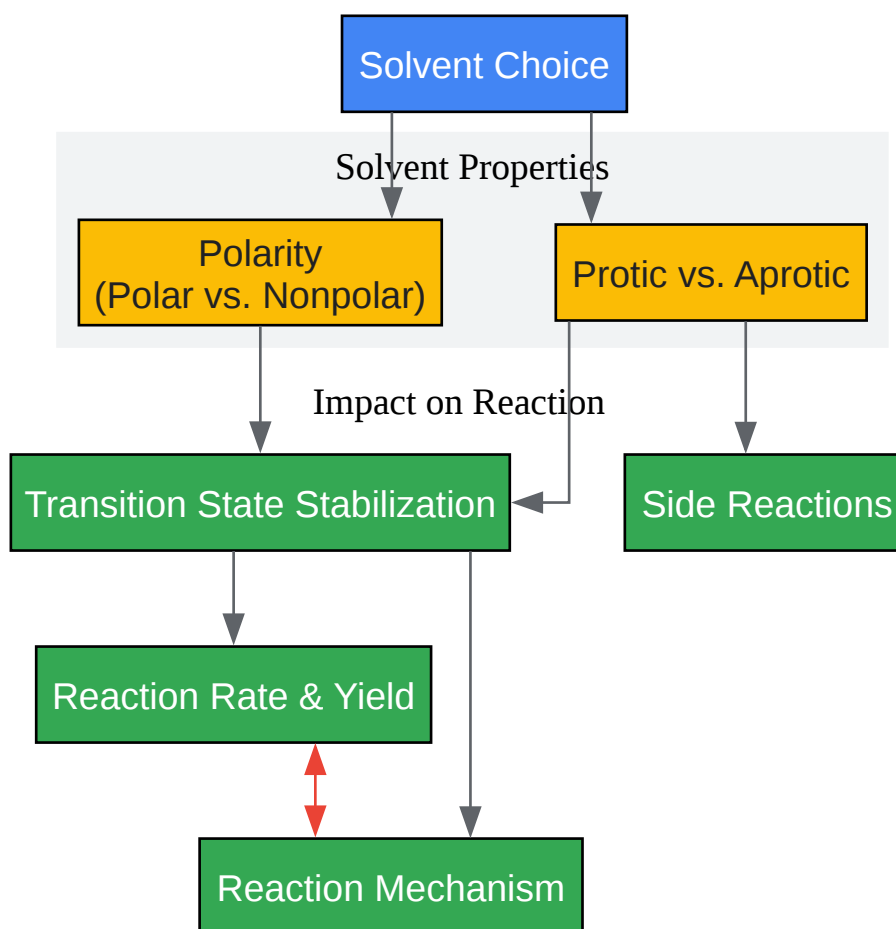 Solvent Choice
Solvent Properties
Polarity
(Polar vs. Nonpolar)
Protic vs. Aprotic
Impact on Reaction
Transition State Stabilization
Side Reactions
Reaction Rate & Yield
Reaction Mechanism